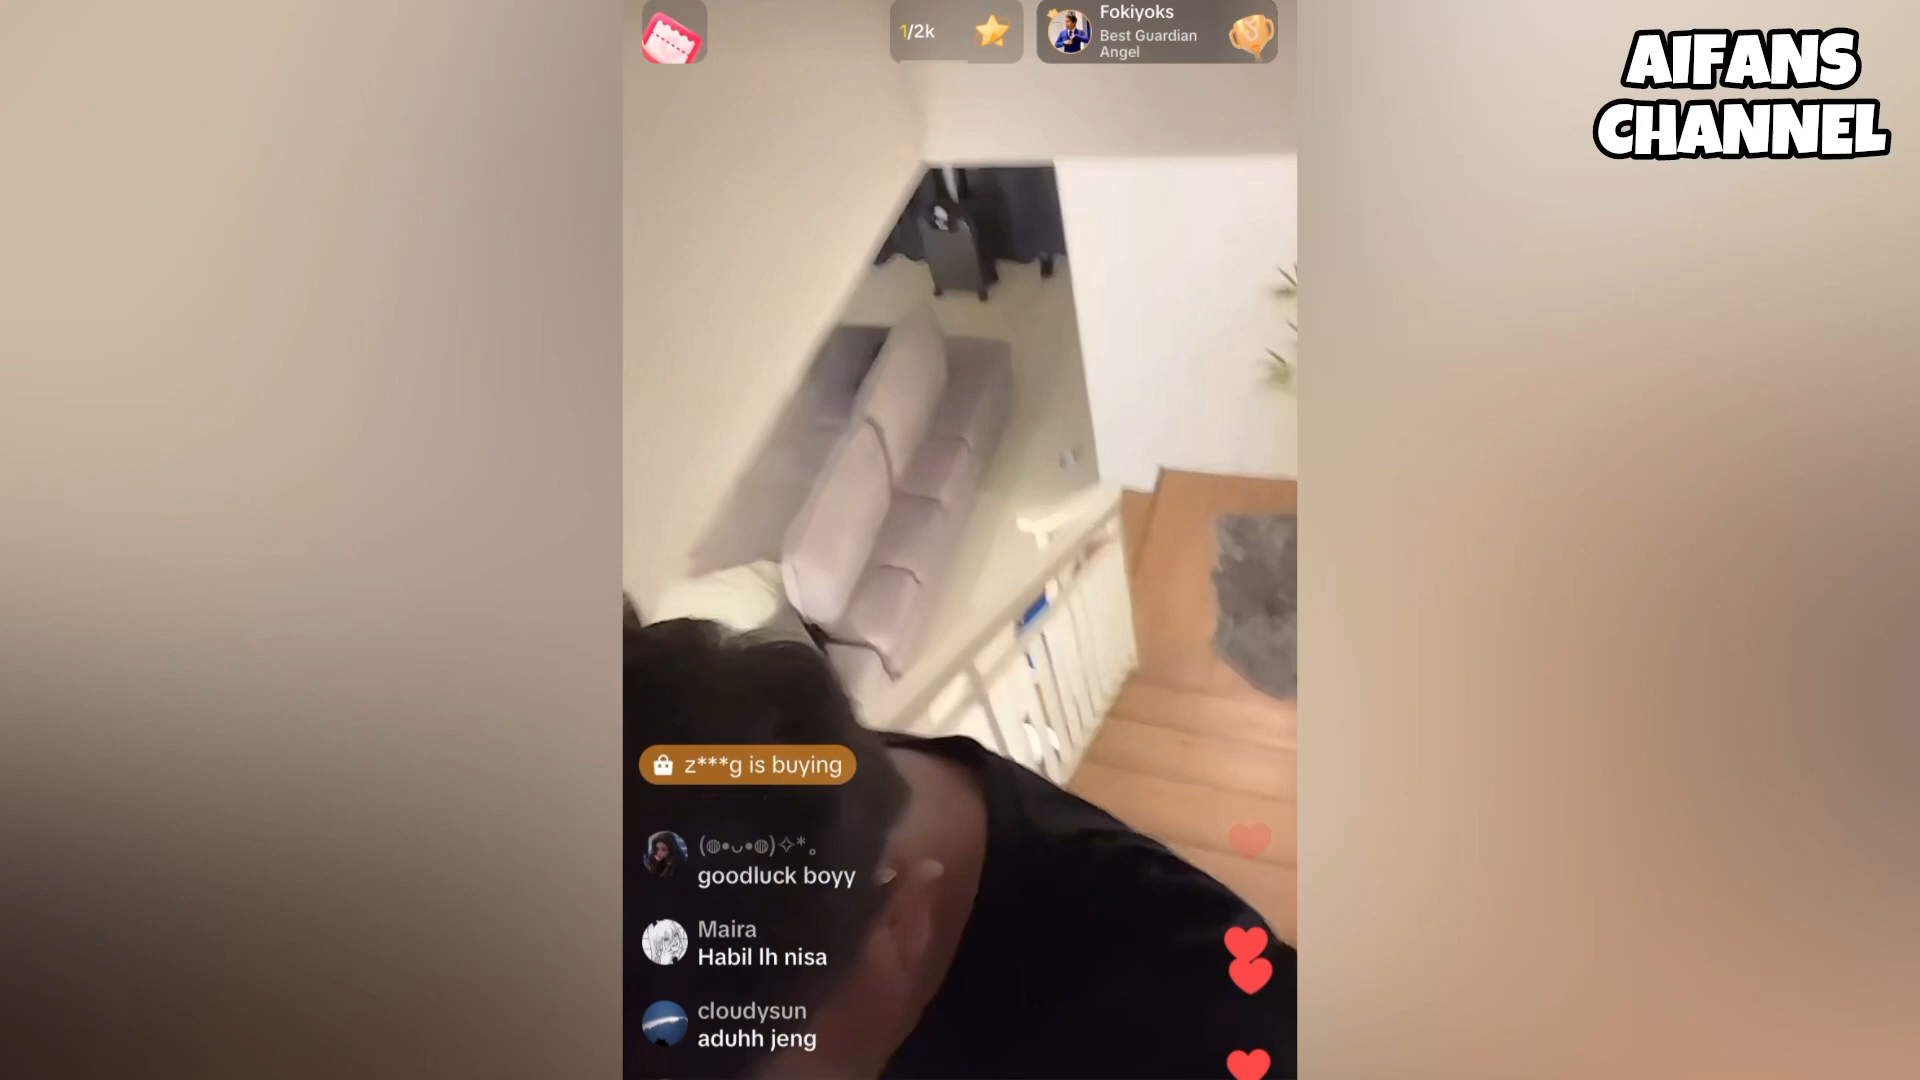 1/2k
Fokiyoks
Best Guardian
Angel
AIFANS
CHANNEL
z***g is buying
(◍•ᴗ•◍)✧*。
goodluck boyy
Maira
Habil lh nisa
cloudysun
aduhh jeng